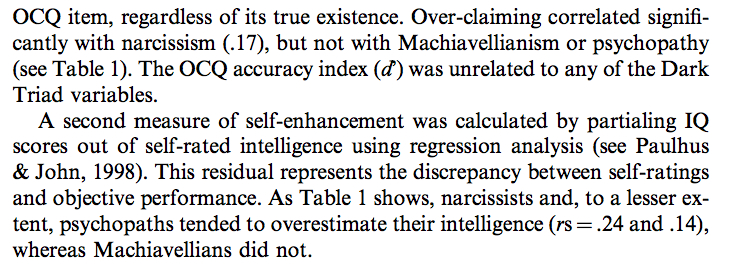 OCQ item, regardless of its true existence. Over-claiming correlated signifi-
cantly with narcissism (.17), but not with Machiavellianism or psychopathy
(see Table 1). The OCQ accuracy index (d′) was unrelated to any of the Dark
Triad variables.
A second measure of self-enhancement was calculated by partialing IQ
scores out of self-rated intelligence using regression analysis (see Paulhus
& John, 1998). This residual represents the discrepancy between self-ratings
and objective performance. As Table 1 shows, narcissists and, to a lesser ex-
tent, psychopaths tended to overestimate their intelligence (rs = .24 and .14),
whereas Machiavellians did not.